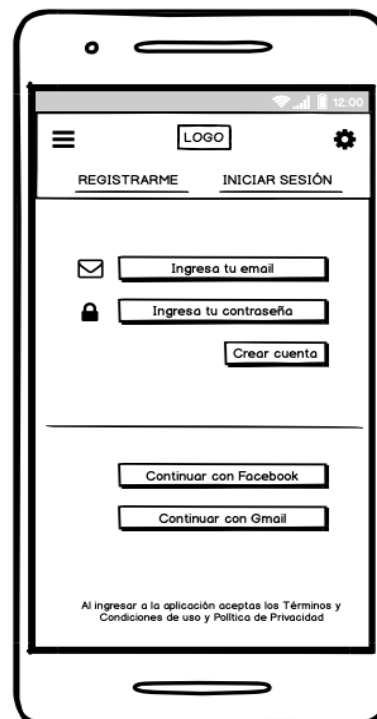 12:00
LOGO
REGISTRARME INICIAR SESIÓN
Ingresa tu email
Ingresa tu contraseña
Crear cuenta
Continuar con Facebook
Continuar con Gmail
Al ingresar a la aplicación aceptas los Términos y
Condiciones de uso y Política de Privacidad